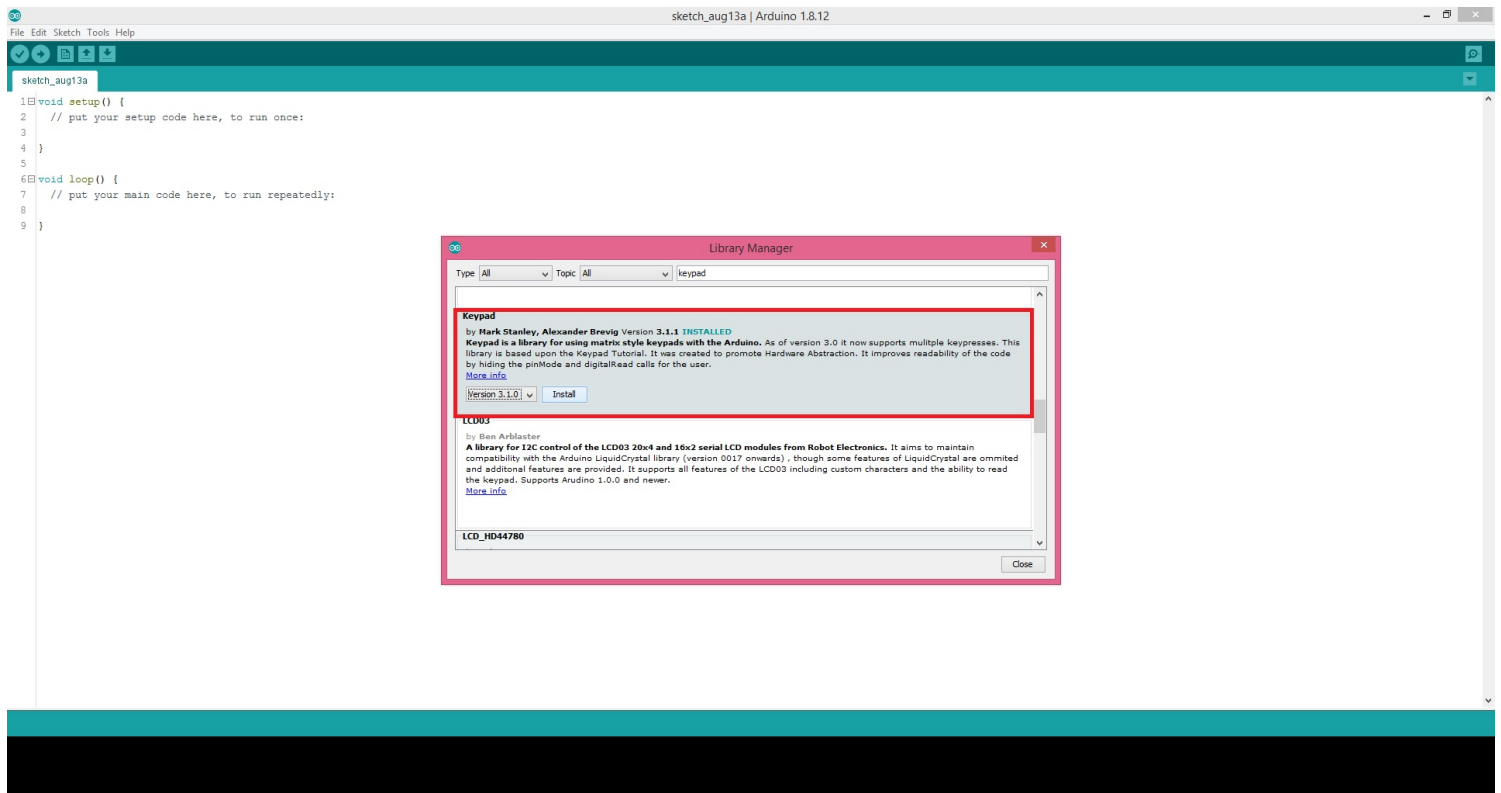 sketch_aug13a | Arduino 1.8.12
File Edit Sketch Tools Help
sketch_aug13a
1 void setup() {
2 // put your setup code here, to run once:
3
4 }
5
6 void loop() {
7 // put your main code here, to run repeatedly:
8
9 }
Library Manager
Type All Topic All keypad
Keypad
by Mark Stanley, Alexander Brevig Version 3.1.1 INSTALLED
Keypad is a library for using matrix style keypads with the Arduino. As of version 3.0 it now supports mulitple keypresses. This
library is based upon the Keypad Tutorial. It was created to promote Hardware Abstraction. It improves readability of the code
by hiding the pinMode and digitalRead calls for the user.
More info
Version 3.1.0 Install
LCD03
by Ben Arblaster
A library for I2C control of the LCD03 20x4 and 16x2 serial LCD modules from Robot Electronics. It aims to maintain
compatibility with the Arduino LiquidCrystal library (version 0017 onwards) , though some features of LiquidCrystal are ommited
and additonal features are provided. It supports all features of the LCD03 including custom characters and the ability to read
the keypad. Supports Arudino 1.0.0 and newer.
More info
LCD_HD44780
Close